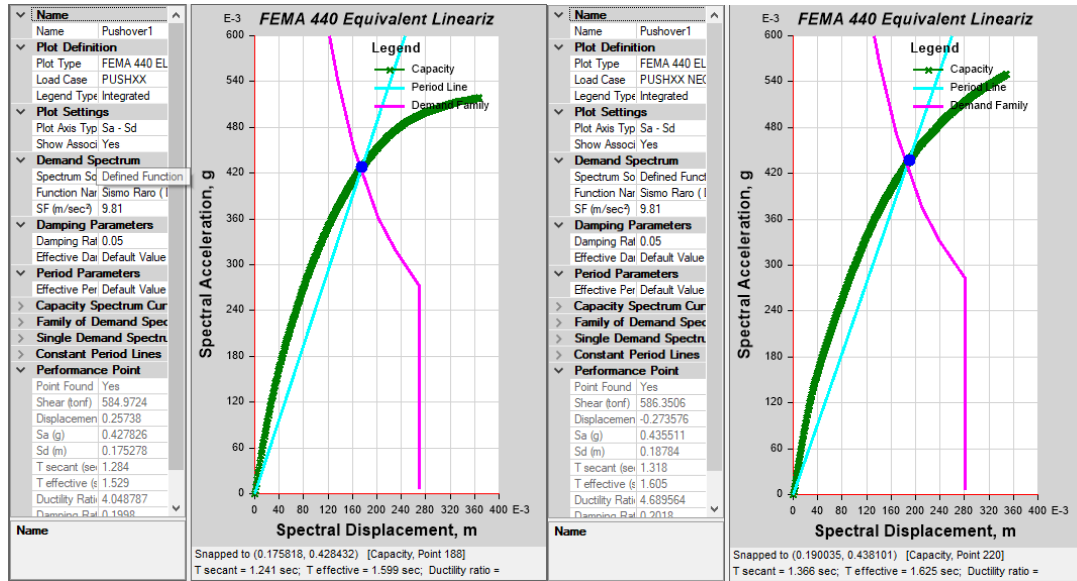 Name
Name Pushover1
Plot Definition
Plot Type FEMA 440 EL
Load Case PUSHXX
Legend Type Integrated
Plot Settings
Plot Axis Typ Sa - Sd
Show Associ Yes
Demand Spectrum
Spectrum So Defined Function
Function Nar Sismo Raro ( I
SF (m/sec²) 9.81
Damping Parameters
Damping Rat 0.05
Effective Dar Default Value
Period Parameters
Effective Per Default Value
Capacity Spectrum Cur
Family of Demand Spec
Single Demand Spectru
Constant Period Lines
Performance Point
Point Found Yes
Shear (tonf) 584.9724
Displacemen 0.25738
Sa (g) 0.427826
Sd (m) 0.175278
T secant (sec 1.284
T effective (s 1.529
Ductility Ratio 4.048787
Damping Rat 0.1998
Name
E-3 FEMA 440 Equivalent Lineariz
Legend
Capacity
Period Line
Demand Family
600
540
480
420
360
300
240
180
120
60
0
Spectral Acceleration, g
0 40 80 120 160 200 240 280 320 360 400 E-3
Spectral Displacement, m
Snapped to (0.175818, 0.428432) [Capacity, Point 188]
T secant = 1.241 sec; T effective = 1.599 sec; Ductility ratio =
Name
Name Pushover1
Plot Definition
Plot Type FEMA 440 EL
Load Case PUSHXX NEC
Legend Type Integrated
Plot Settings
Plot Axis Typ Sa - Sd
Show Associ Yes
Demand Spectrum
Spectrum So Defined Funct
Function Nar Sismo Raro ( I
SF (m/sec²) 9.81
Damping Parameters
Damping Rat 0.05
Effective Dar Default Value
Period Parameters
Effective Per Default Value
Capacity Spectrum Cur
Family of Demand Spec
Single Demand Spectru
Constant Period Lines
Performance Point
Point Found Yes
Shear (tonf) 586.3506
Displacemen -0.273576
Sa (g) 0.435511
Sd (m) 0.18784
T secant (sec 1.318
T effective (s 1.605
Ductility Ratio 4.689564
Damping Rat 0.2018
Name
E-3 FEMA 440 Equivalent Lineariz
Legend
Capacity
Period Line
Demand Family
600
540
480
420
360
300
240
180
120
60
0
Spectral Acceleration, g
0 40 80 120 160 200 240 280 320 360 400 E-3
Spectral Displacement, m
Snapped to (0.190035, 0.438101) [Capacity, Point 220]
T secant = 1.366 sec; T effective = 1.625 sec; Ductility ratio =